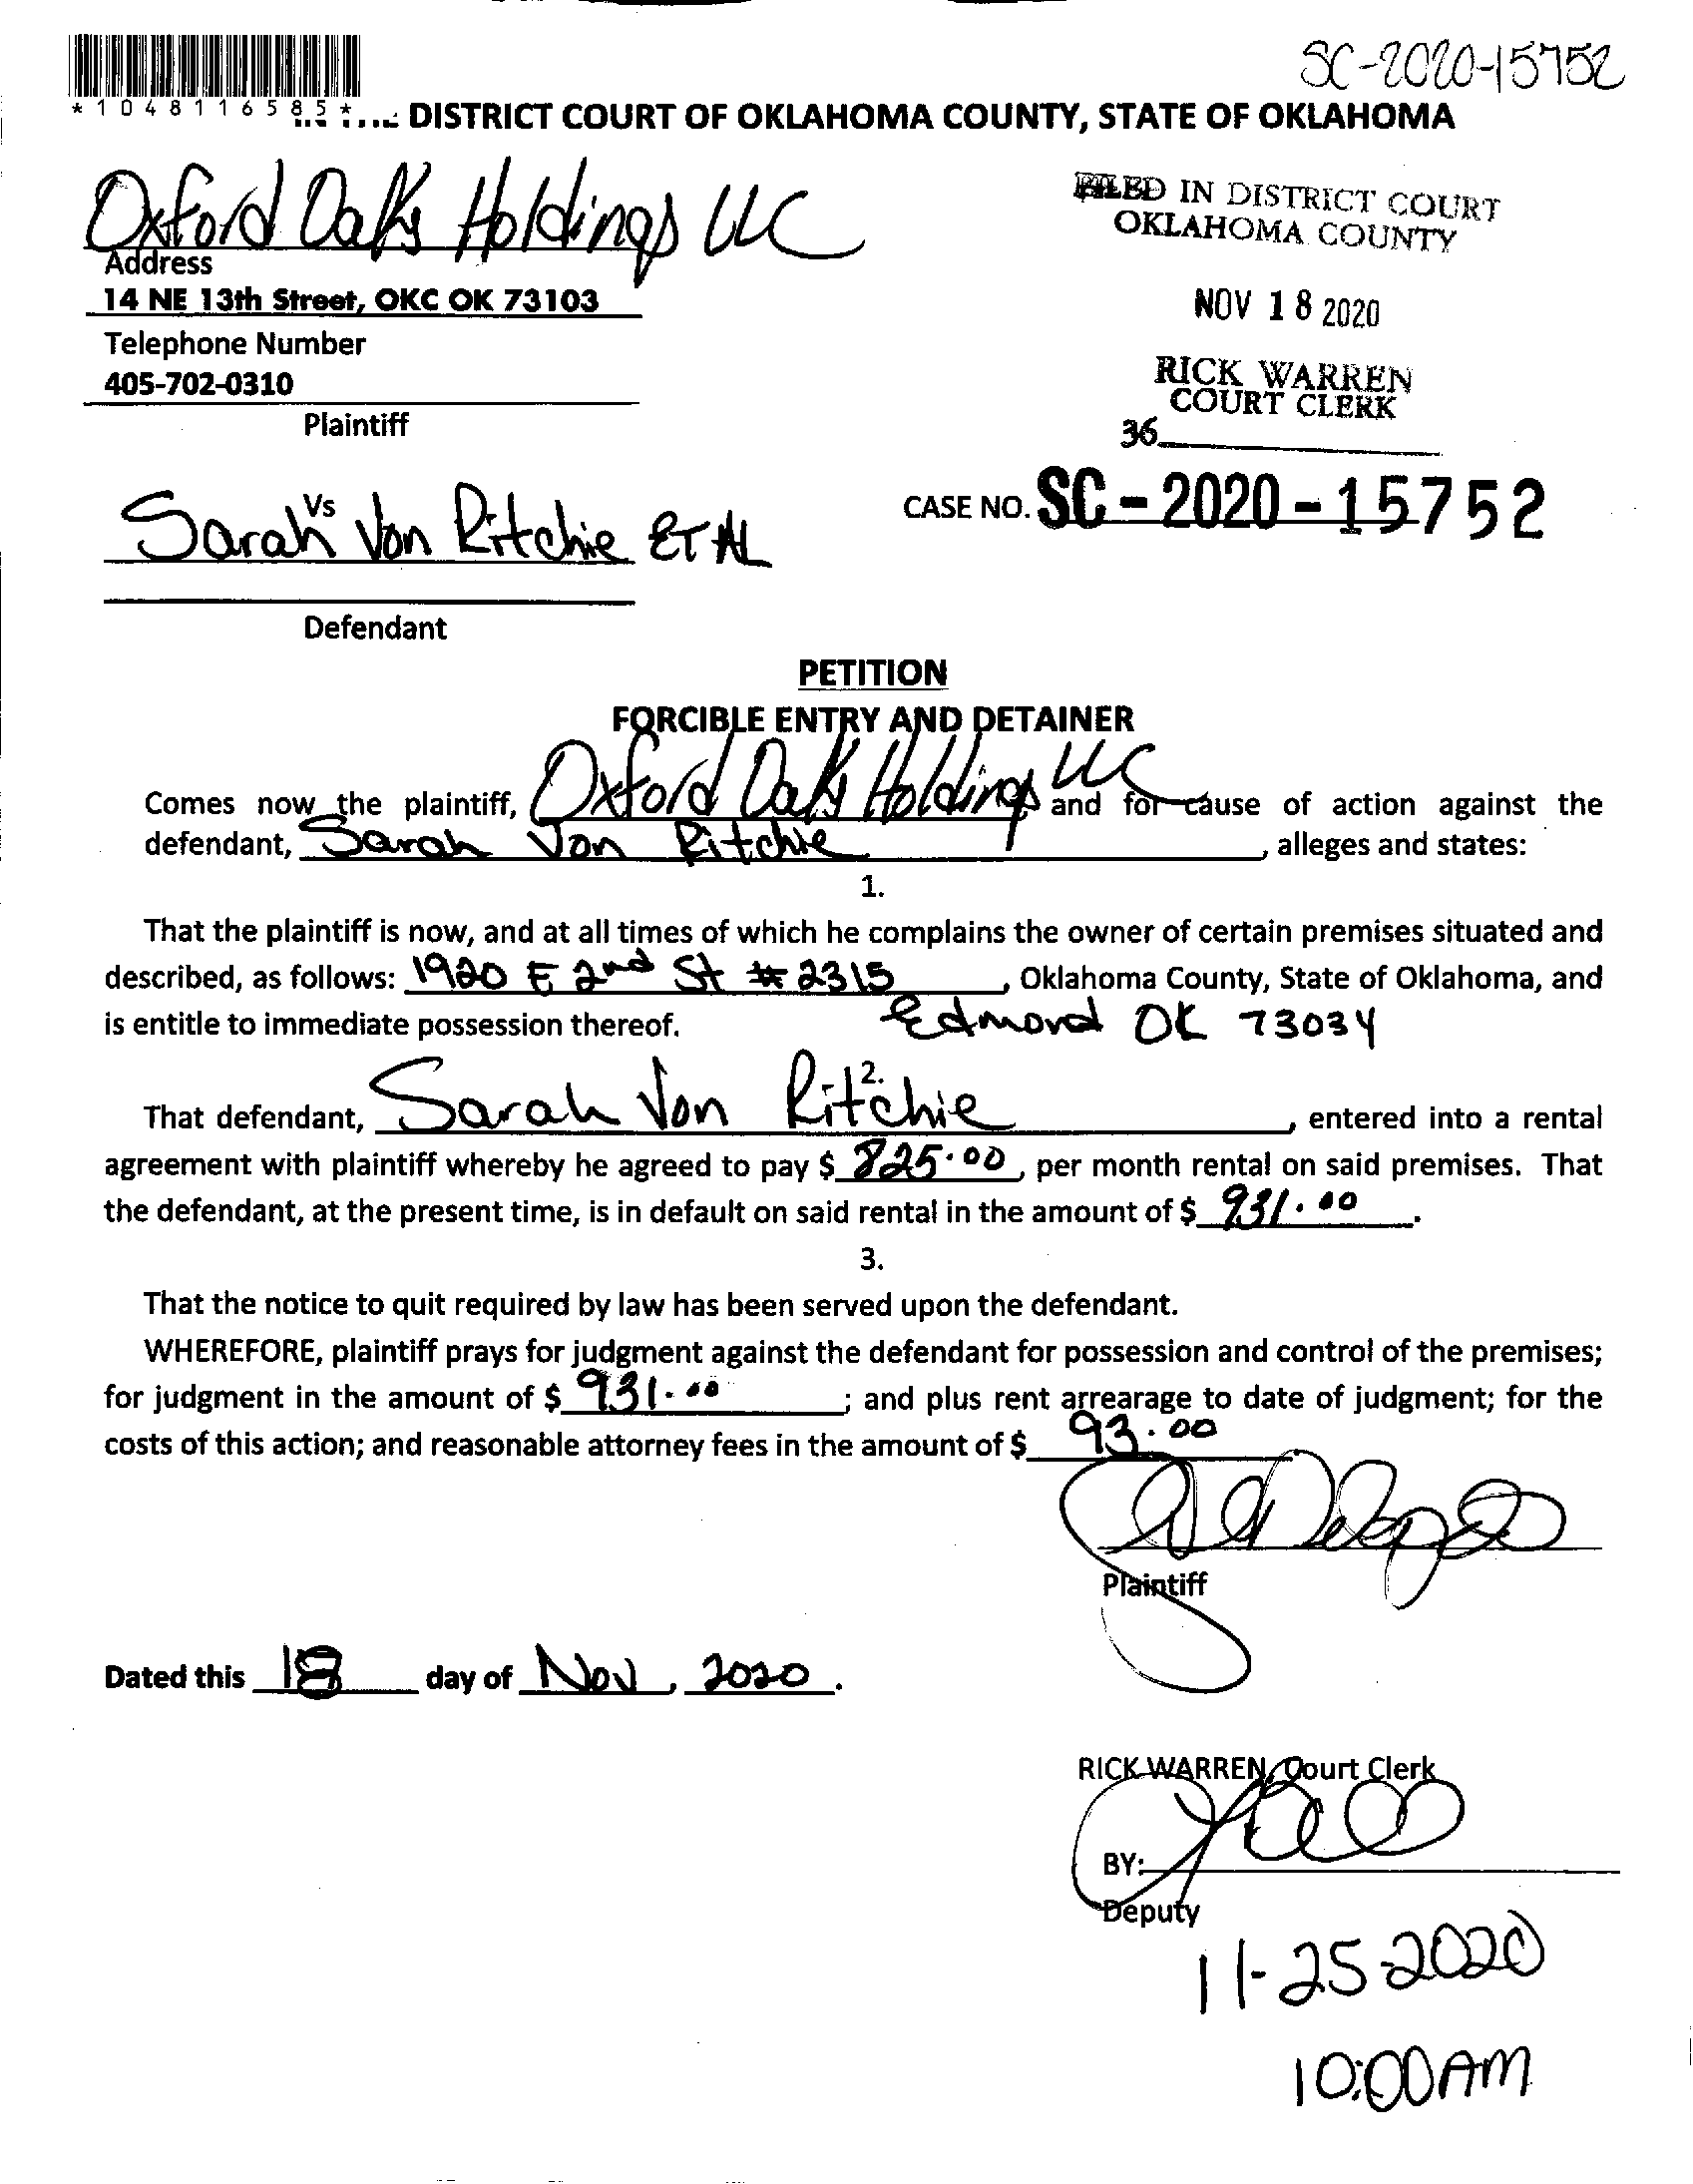 SC-2020-15752
*1048116585*
DISTRICT COURT OF OKLAHOMA COUNTY, STATE OF OKLAHOMA
Oxford Oaks Holdings LLC
Address
14 NE 13th Street, OKC OK 73103
Telephone Number
405-702-0310
Plaintiff
FILED IN DISTRICT COURT
OKLAHOMA COUNTY
NOV 18 2020
RICK WARREN
COURT CLERK
36
Vs
Sarah Von Ritchie ET AL
CASE NO. SC-2020-15752
Defendant
PETITION
FORCIBLE ENTRY AND DETAINER
Comes now the plaintiff, Oxford Oaks Holdings LLC and for cause of action against the
defendant, Sarah Von Ritchie, alleges and states:
1.
That the plaintiff is now, and at all times of which he complains the owner of certain premises situated and
described, as follows: 1920 E 2nd St # 2315, Oklahoma County, State of Oklahoma, and
is entitle to immediate possession thereof. Edmond OK 73034
2.
That defendant, Sarah Von Ritchie, entered into a rental
agreement with plaintiff whereby he agreed to pay $ 825.00, per month rental on said premises. That
the defendant, at the present time, is in default on said rental in the amount of $ 931.00.
3.
That the notice to quit required by law has been served upon the defendant.
WHEREFORE, plaintiff prays for judgment against the defendant for possession and control of the premises;
for judgment in the amount of $ 931.00; and plus rent arrearage to date of judgment; for the
costs of this action; and reasonable attorney fees in the amount of $ 93.00
Plaintiff
Dated this 18 day of Nov, 2020.
RICK WARREN, Court Clerk
BY:
Deputy
11-25-2020
10:00AM